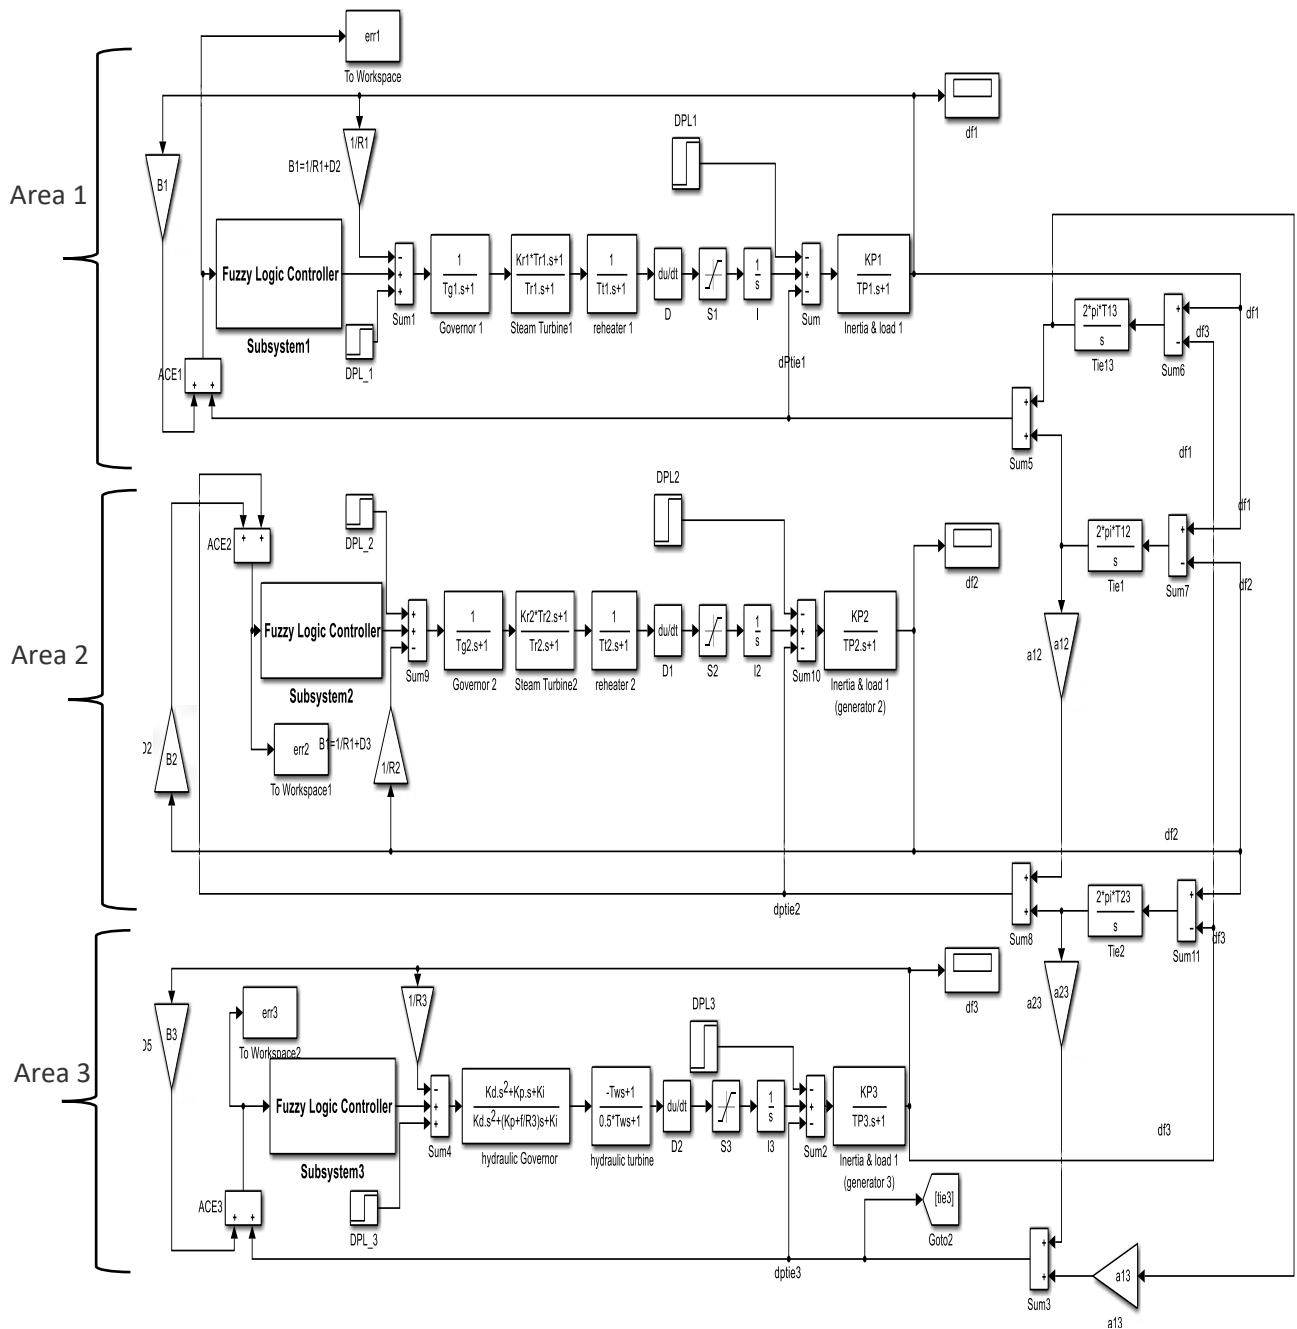 err1
To Workspace
df1
DPL1
1/R1
B1=1/R1+D2
B1
Area 1
Fuzzy Logic Controller
Subsystem1
-
+
+
Sum1
1
Tg1.s+1
Governor 1
Kr1*Tr1.s+1
Tr1.s+1
Steam Turbine1
1
Tt1.s+1
reheater 1
du/dt
D
S1
1
s
I
-
+
-
Sum
KP1
TP1.s+1
Inertia & load 1
2*pi*T13
s
Tie13
+
-
Sum6
df3
df1
ACE1
+ +
DPL_1
dPtie1
+
+
Sum5
df1
DPL2
DPL_2
ACE2
+ +
df2
2*pi*T12
s
Tie1
+
-
Sum7
df1
df2
Area 2
Fuzzy Logic Controller
Subsystem2
+
+
-
Sum9
1
Tg2.s+1
Governor 2
Kr2*Tr2.s+1
Tr2.s+1
Steam Turbine2
1
Tt2.s+1
reheater 2
du/dt
D1
S2
1
s
I2
-
+
-
Sum10
KP2
TP2.s+1
Inertia & load 1
(generator 2)
a12
a12
D2
B2
err2
To Workspace1
B1=1/R1+D3
1/R2
df2
dptie2
+
+
Sum8
2*pi*T23
s
Tie2
+
-
Sum11
df3
df3
a23
a23
Area 3
D5
B3
err3
To Workspace2
1/R3
DPL3
Fuzzy Logic Controller
Subsystem3
-
+
+
Sum4
Kd.s²+Kp.s+Ki
Kd.s²+(Kp+f/R3)s+Ki
hydraulic Governor
-Tws+1
0.5*Tws+1
hydraulic turbine
du/dt
D2
S3
1
s
I3
-
+
-
Sum2
KP3
TP3.s+1
Inertia & load 1
(generator 3)
df3
ACE3
+ +
DPL_3
[tie3]
Goto2
dptie3
+
+
Sum3
a13
a13